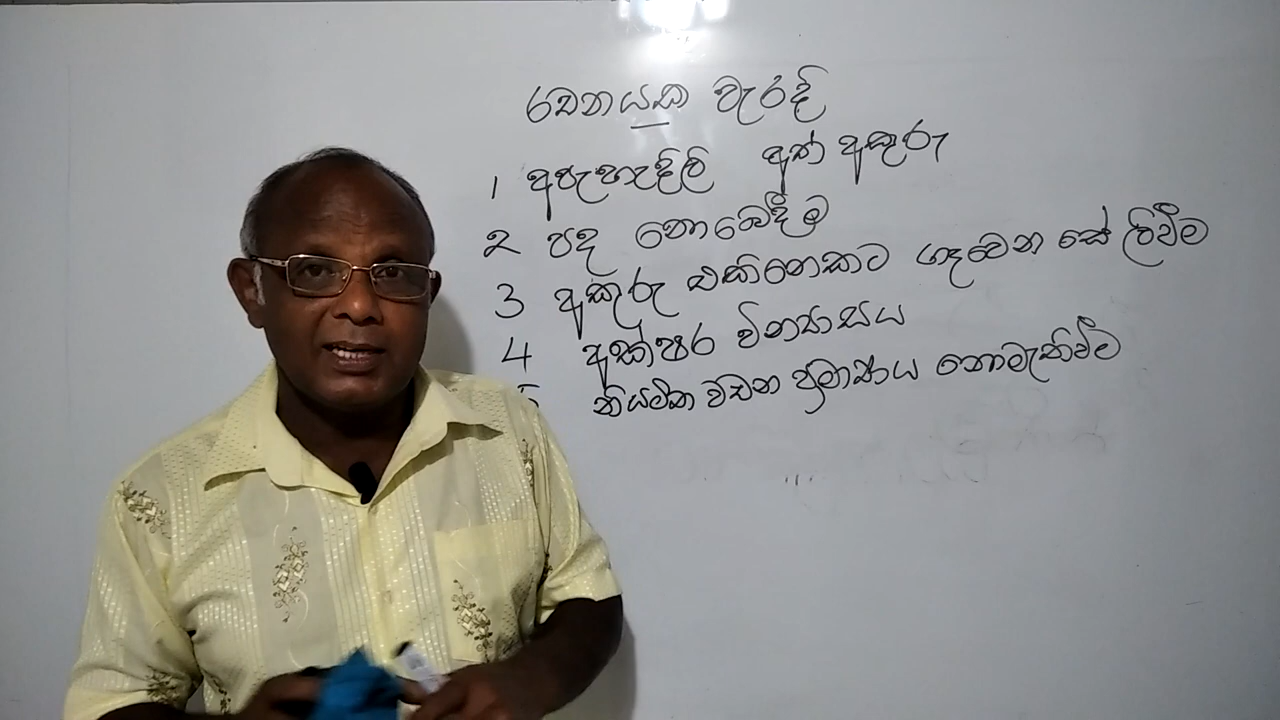 රචනයක වැරදි
1 අපැහැදිලි අත් අකුරු
2 පද නොබෙදීම
3 අකුරු එකිනෙකට ගැටෙන සේ ලිවීම
4 අක්ෂර වින්‍යාසය
5 නියමිත වචන ප්‍රමාණය නොමැතිවීම